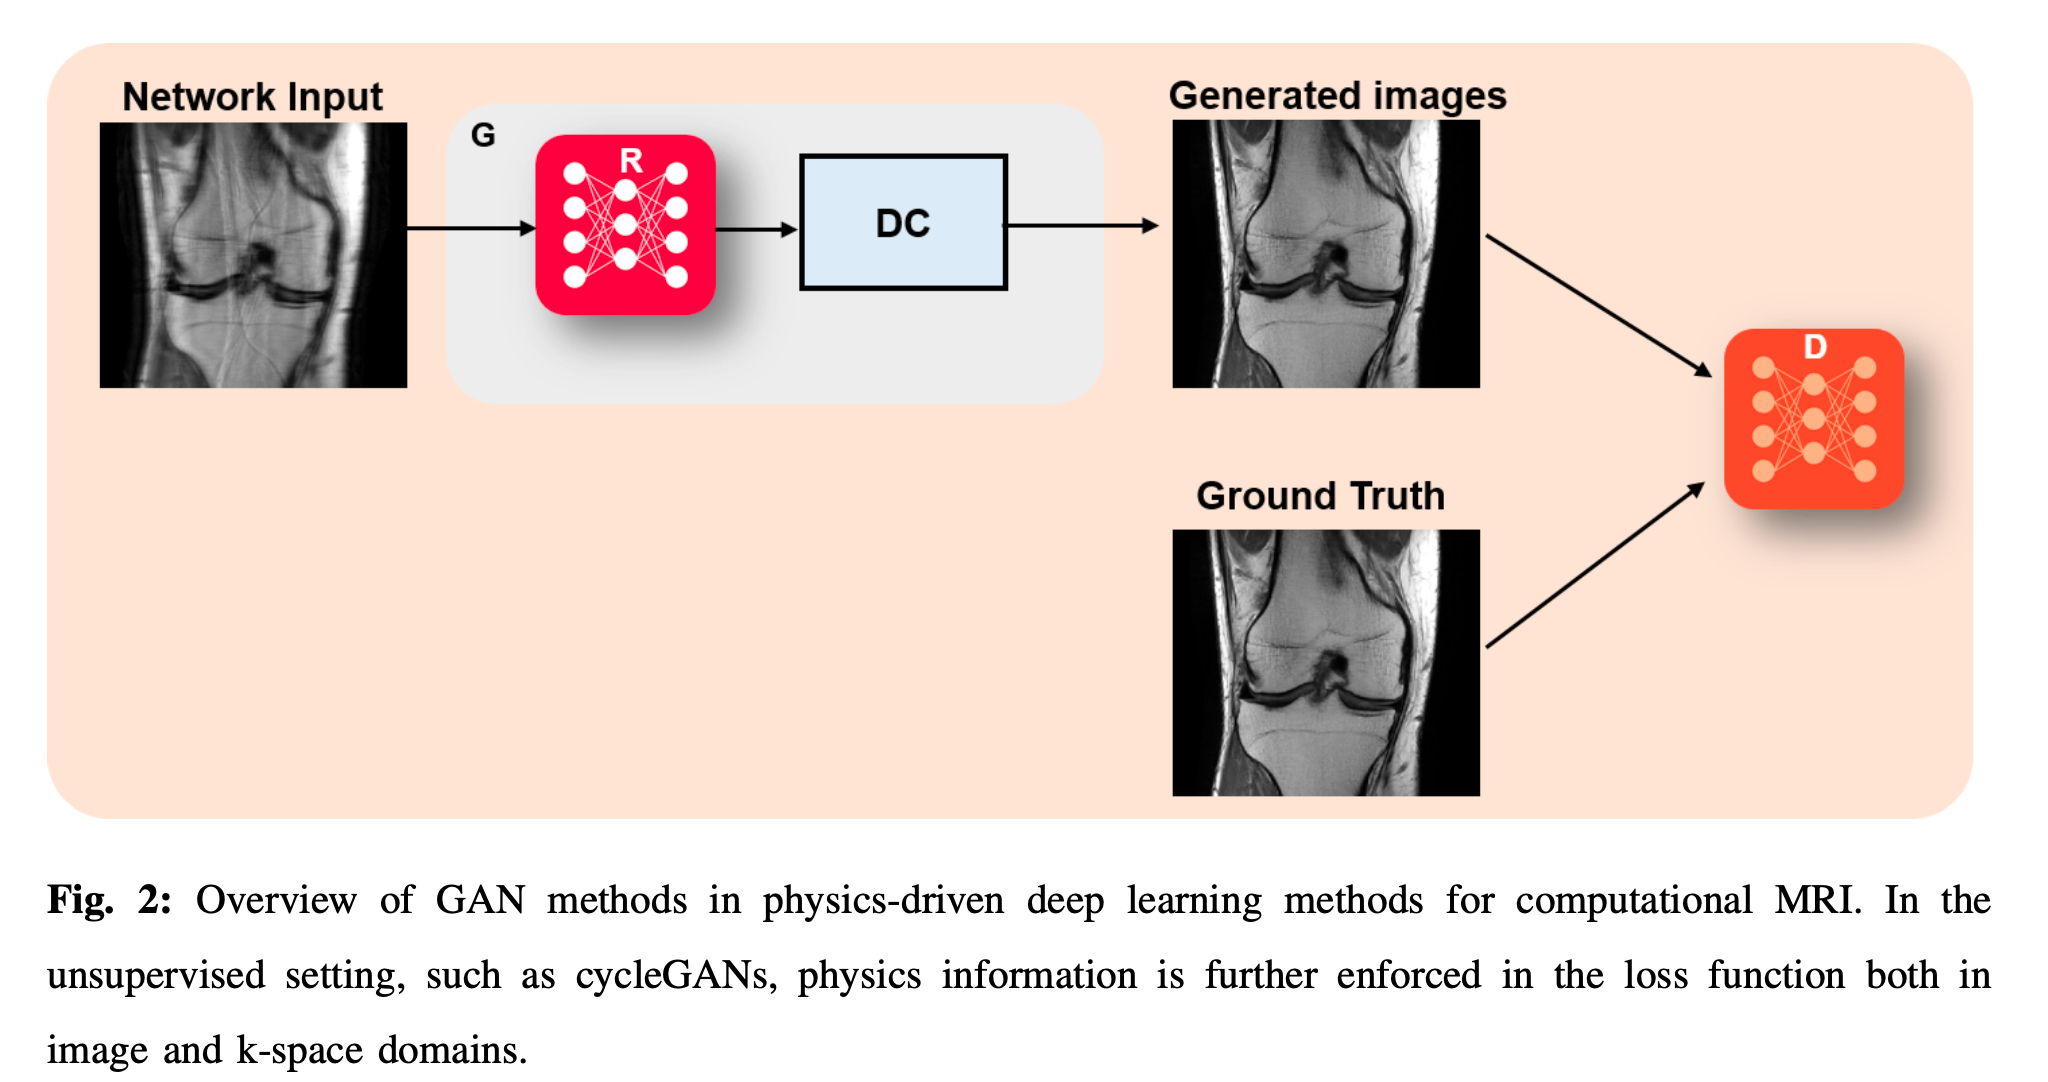 Network Input
Generated images
G
R
DC
D
Ground Truth
Fig. 2: Overview of GAN methods in physics-driven deep learning methods for computational MRI. In the
unsupervised setting, such as cycleGANs, physics information is further enforced in the loss function both in
image and k-space domains.